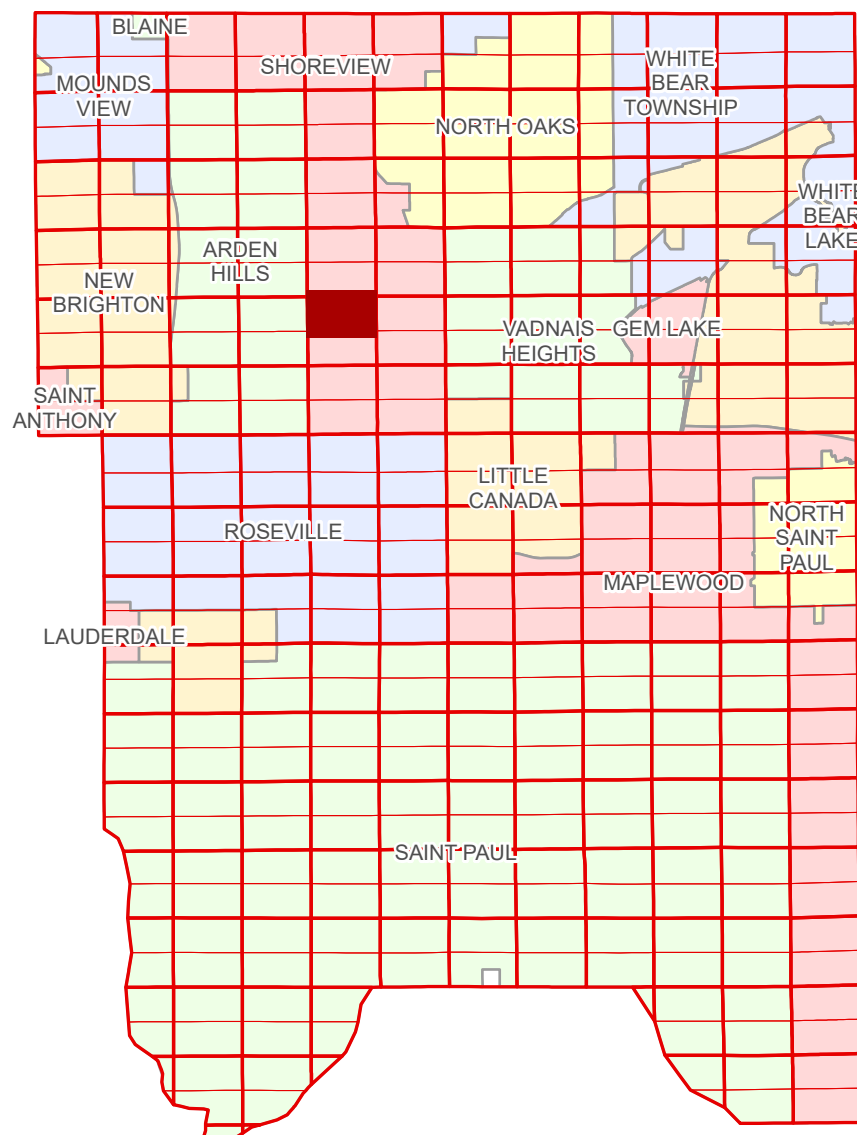 BLAINE
SHOREVIEW
WHITE
BEAR
TOWNSHIP
MOUNDS
VIEW
NORTH OAKS
WHITE
BEAR
LAKE
ARDEN
HILLS
NEW
BRIGHTON
VADNAIS
HEIGHTS
GEM LAKE
SAINT
ANTHONY
LITTLE
CANADA
NORTH
SAINT
PAUL
ROSEVILLE
MAPLEWOOD
LAUDERDALE
SAINT PAUL